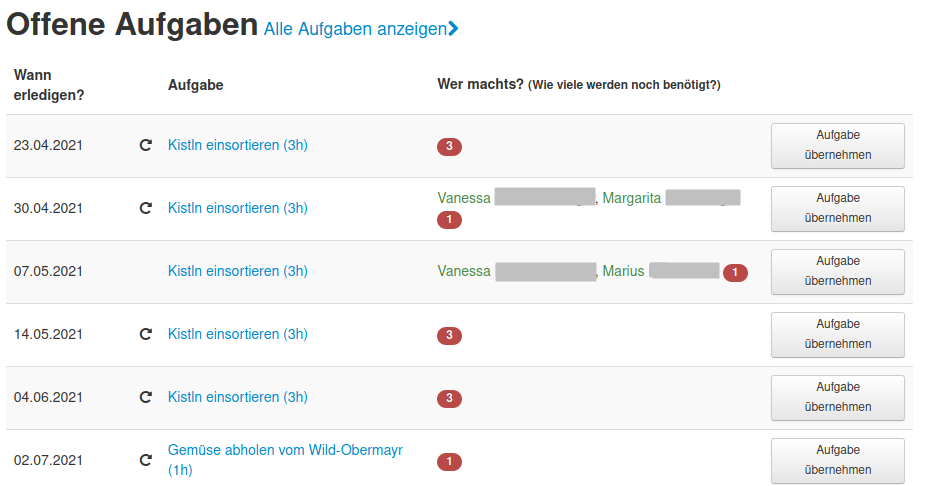 Offene Aufgaben Alle Aufgaben anzeigen
Wann
erledigen?
Aufgabe
Wer machts? (Wie viele werden noch benötigt?)
23.04.2021 Kistln einsortieren (3h) 3
Aufgabe
übernehmen
30.04.2021 Kistln einsortieren (3h)
Vanessa , Margarita
1
Aufgabe
übernehmen
07.05.2021 Kistln einsortieren (3h) Vanessa , Marius 1
Aufgabe
übernehmen
14.05.2021 Kistln einsortieren (3h) 3
Aufgabe
übernehmen
04.06.2021 Kistln einsortieren (3h) 3
Aufgabe
übernehmen
02.07.2021
Gemüse abholen vom Wild-Obermayr
(1h)
1
Aufgabe
übernehmen